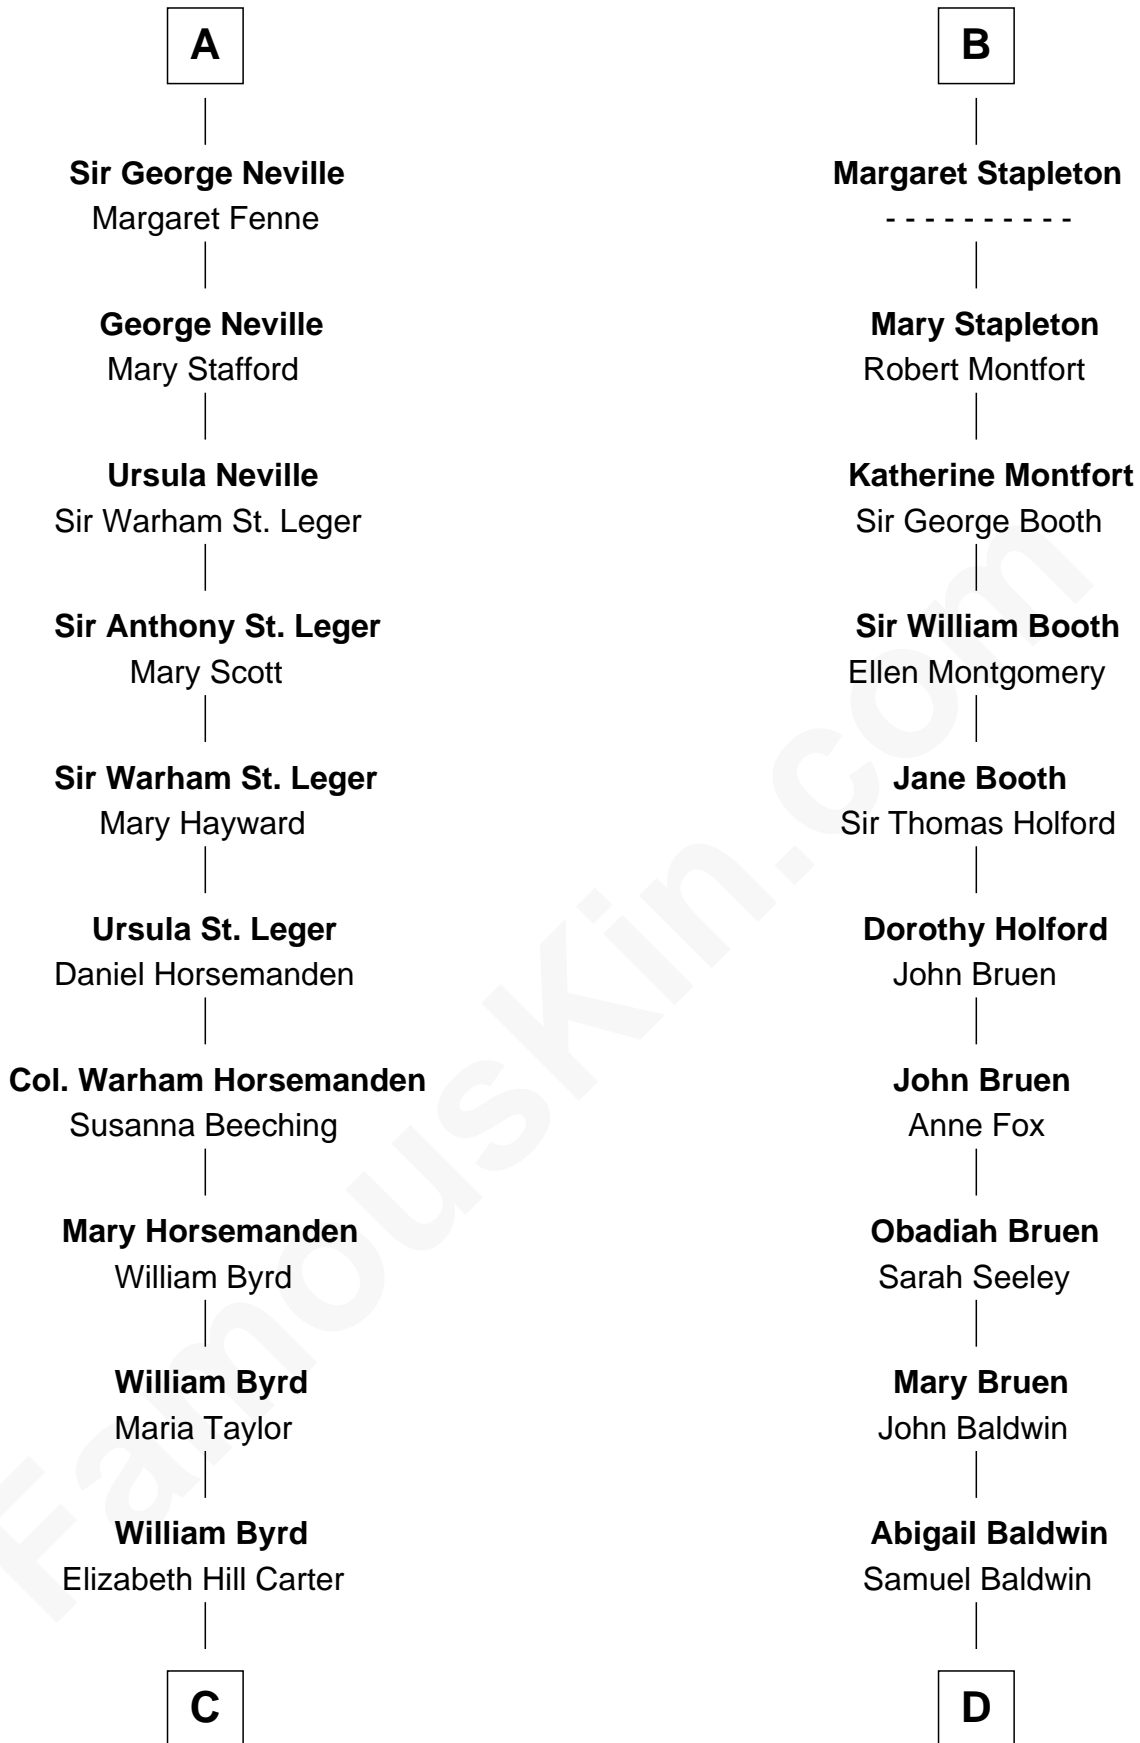 A
Sir George Neville
Margaret Fenne
George Neville
Mary Stafford
Ursula Neville
Sir Warham St. Leger
Sir Anthony St. Leger
Mary Scott
Sir Warham St. Leger
Mary Hayward
Ursula St. Leger
Daniel Horsemanden
Col. Warham Horsemanden
Susanna Beeching
Mary Horsemanden
William Byrd
William Byrd
Maria Taylor
William Byrd
Elizabeth Hill Carter
C
B
Margaret Stapleton
- - - - - - - - - -
Mary Stapleton
Robert Montfort
Katherine Montfort
Sir George Booth
Sir William Booth
Ellen Montgomery
Jane Booth
Sir Thomas Holford
Dorothy Holford
John Bruen
John Bruen
Anne Fox
Obadiah Bruen
Sarah Seeley
Mary Bruen
John Baldwin
Abigail Baldwin
Samuel Baldwin
D
FamousKin.com